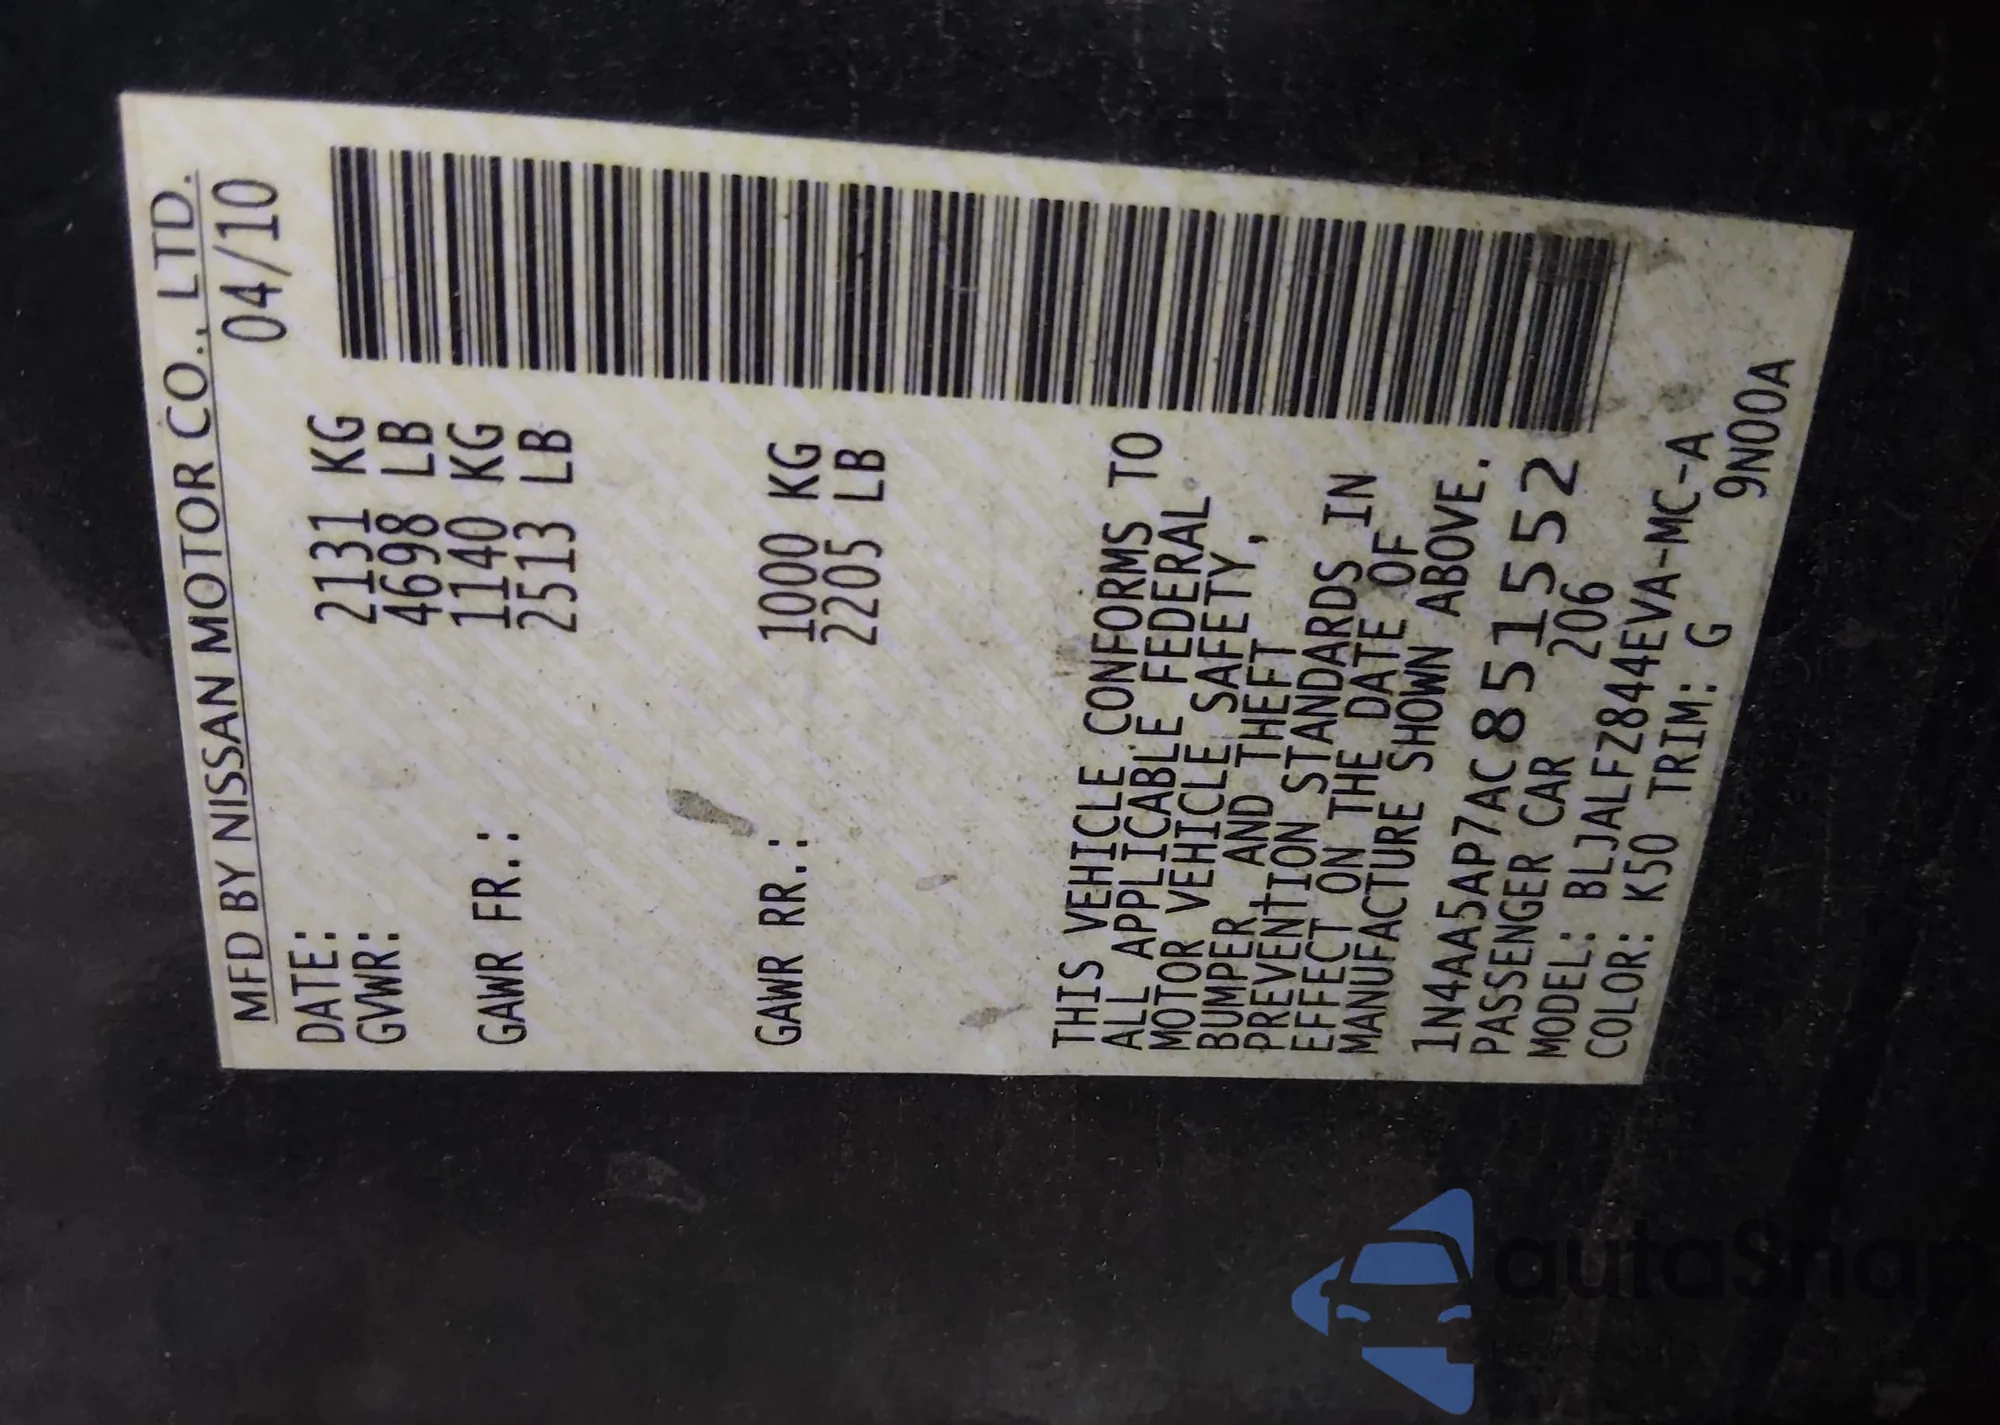 MFD BY NISSAN MOTOR CO., LTD.
DATE: 04/10
GVWR: 2131 KG
4698 LB
GAWR FR.: 1140 KG
2513 LB
GAWR RR.: 1000 KG
2205 LB
THIS VEHICLE CONFORMS TO
ALL APPLICABLE FEDERAL
MOTOR VEHICLE SAFETY,
BUMPER AND THEFT
PREVENTION STANDARDS IN
EFFECT ON THE DATE OF
MANUFACTURE SHOWN ABOVE.
1N4AA5AP7AC851552
PASSENGER CAR 206
MODEL: BLJALFZ844EVA-MC-A
COLOR: K50 TRIM: G 9N00A
autaSnap